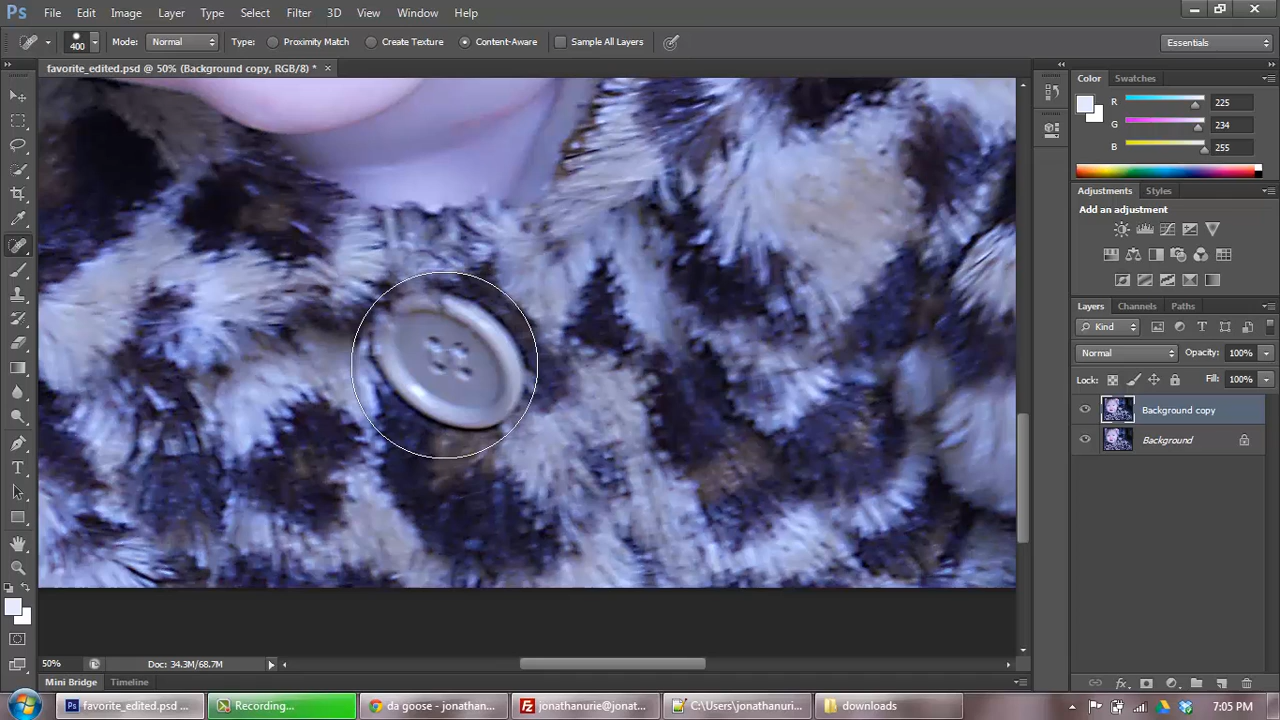 Ps File Edit Image Layer Type Select Filter 3D View Window Help
400 Mode: Normal Type: Proximity Match Create Texture Content-Aware Sample All Layers Essentials
favorite_edited.psd @ 50% (Background copy, RGB/8) * ×
Color Swatches
R 225
G 234
B 255
Adjustments Styles
Add an adjustment
Layers Channels Paths
Kind
Normal Opacity: 100%
Lock: Fill: 100%
Background copy
Background
50% Doc: 34.3M/68.7M
Mini Bridge Timeline
Ps favorite_edited.psd ... Recording... da goose - jonathan... Fz jonathanurie@jonat... C:\Users\jonathanuri... downloads 7:05 PM